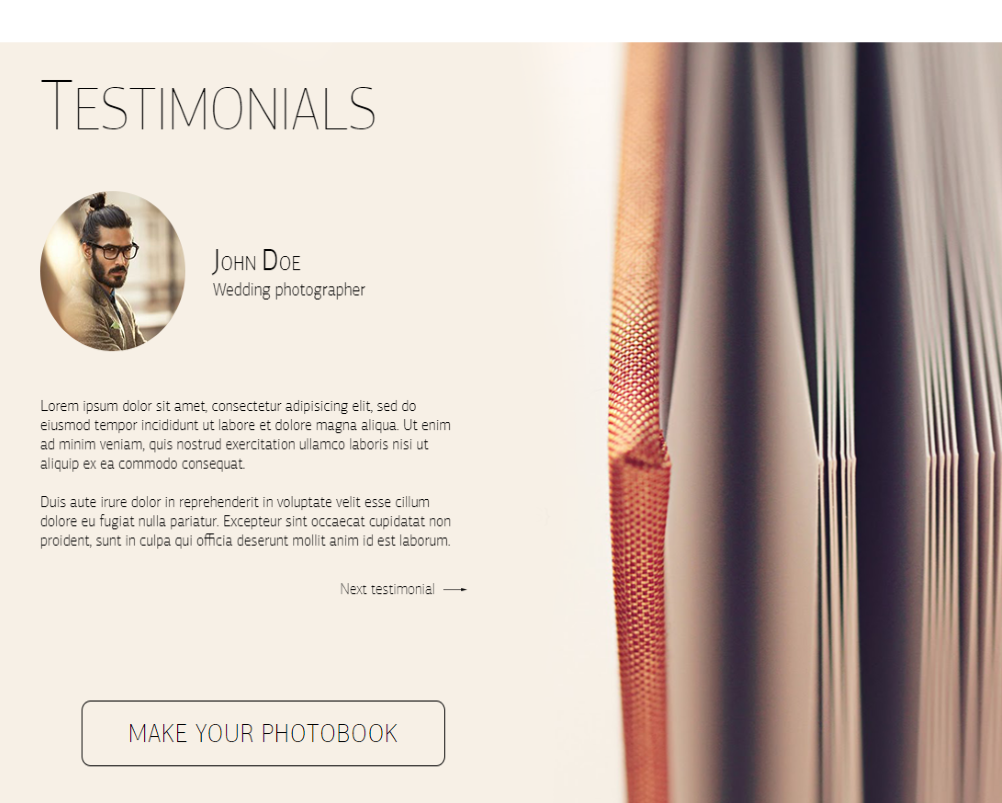 TESTIMONIALS
JOHN DOE
Wedding photographer
Lorem ipsum dolor sit amet, consectetur adipisicing elit, sed do
eiusmod tempor incididunt ut labore et dolore magna aliqua. Ut enim
ad minim veniam, quis nostrud exercitation ullamco laboris nisi ut
aliquip ex ea commodo consequat.
Duis aute irure dolor in reprehenderit in voluptate velit esse cillum
dolore eu fugiat nulla pariatur. Excepteur sint occaecat cupidatat non
proident, sunt in culpa qui officia deserunt mollit anim id est laborum.
Next testimonial
MAKE YOUR PHOTOBOOK